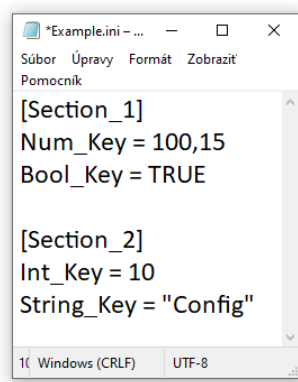 *Example.ini – ...
Súbor Úpravy Formát Zobraziť
Pomocník
[Section_1]
Num_Key = 100,15
Bool_Key = TRUE
[Section_2]
Int_Key = 10
String_Key = "Config"
10 Windows (CRLF) UTF-8